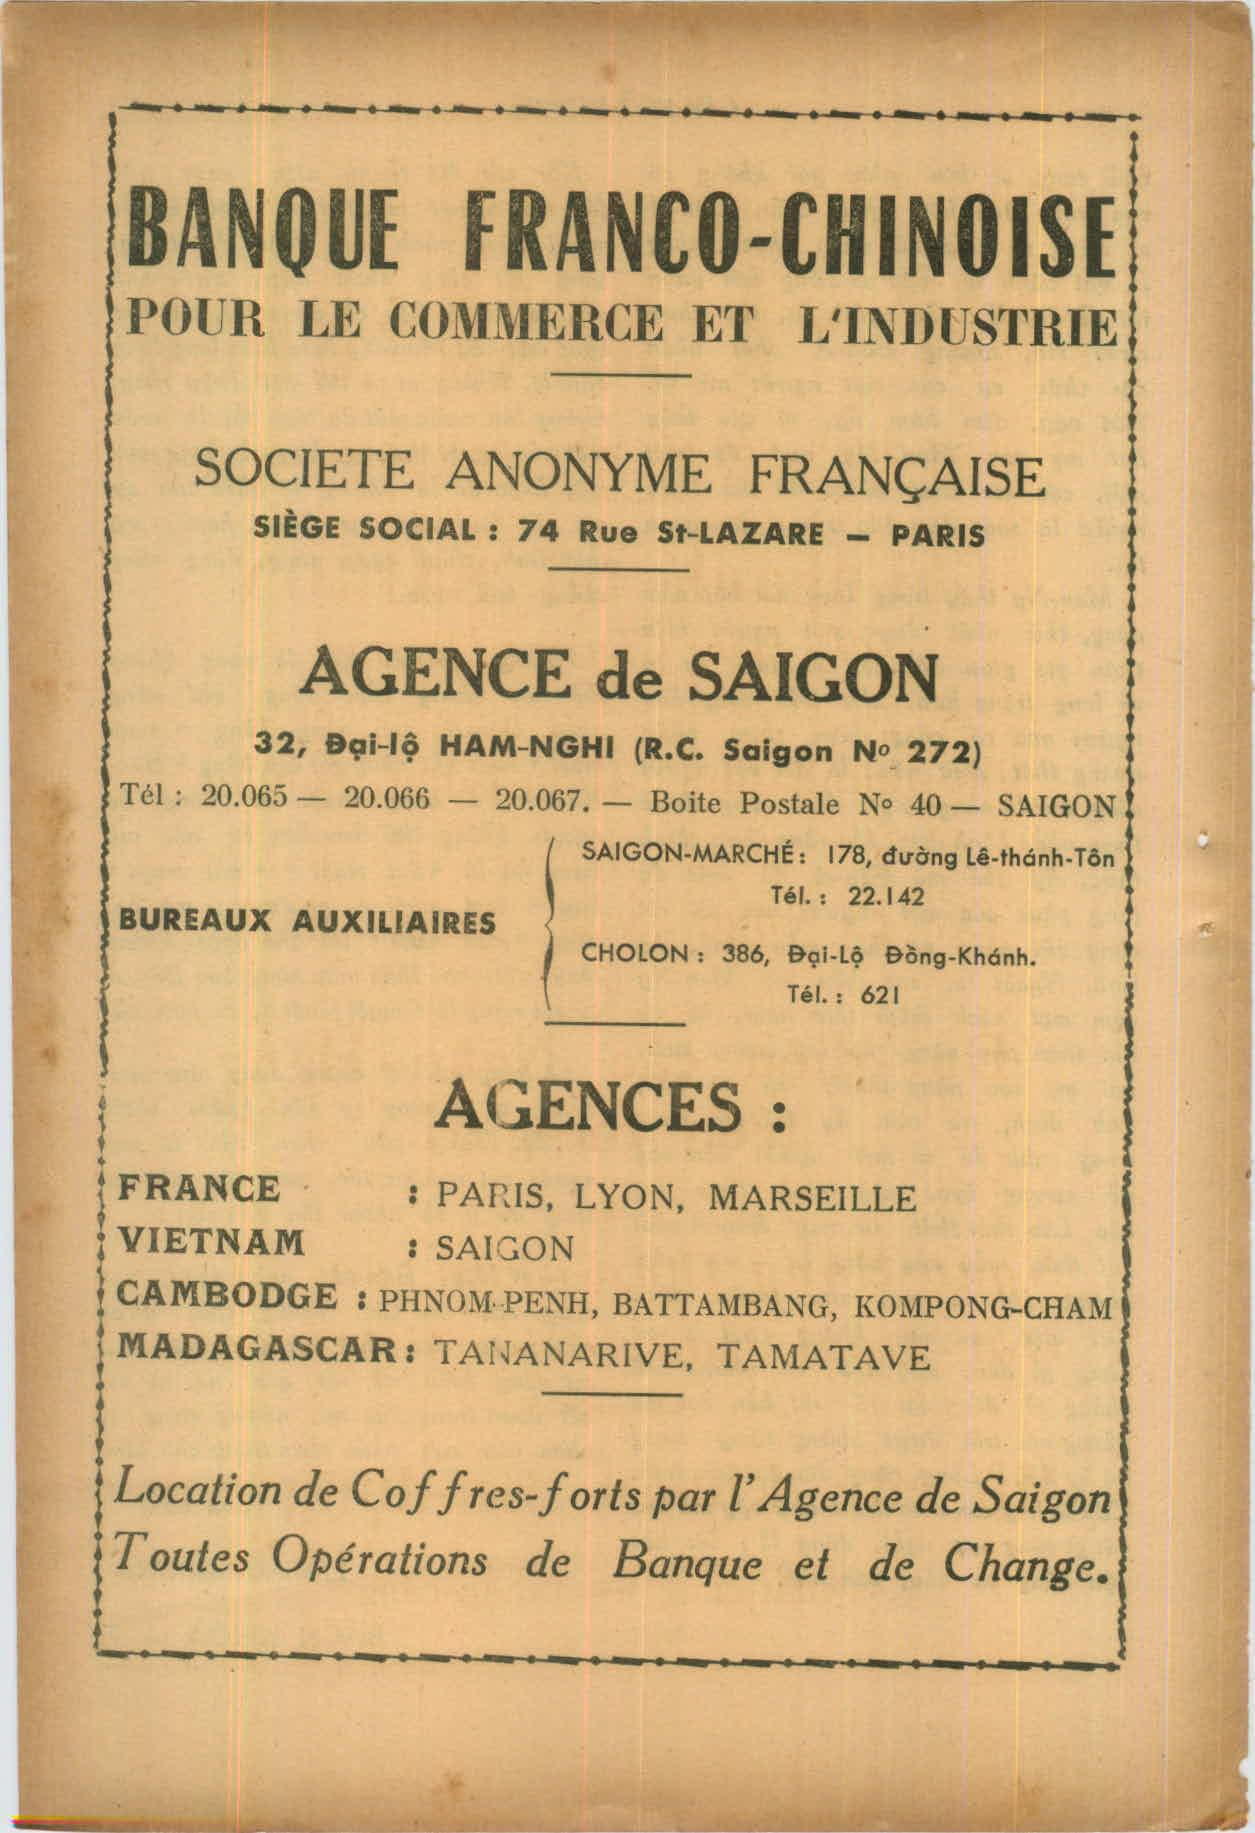 BANQUE FRANCO-CHINOISE
POUR LE COMMERCE ET L'INDUSTRIE
SOCIETE ANONYME FRANÇAISE
SIÈGE SOCIAL : 74 Rue St-LAZARE — PARIS
AGENCE de SAIGON
32, Đại-lộ HAM-NGHI (R.C. Saigon Nº 272)
Tél : 20.065 — 20.066 — 20.067. — Boite Postale Nº 40 — SAIGON
BUREAUX AUXILIAIRES
SAIGON-MARCHÉ : 178, đường Lê-thánh-Tôn
Tél. : 22.142
CHOLON : 386, Đại-Lộ Đồng-Khánh.
Tél. : 621
AGENCES :
FRANCE : PARIS, LYON, MARSEILLE
VIETNAM : SAIGON
CAMBODGE : PHNOM-PENH, BATTAMBANG, KOMPONG-CHAM
MADAGASCAR : TANANARIVE, TAMATAVE
Location de Coffres-forts par l'Agence de Saigon
Toutes Opérations de Banque et de Change.